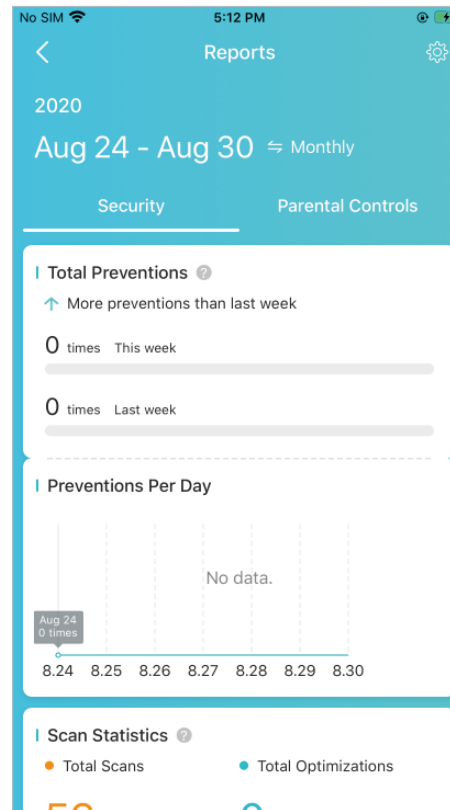 No SIM 5:12 PM
Reports
2020
Aug 24 - Aug 30 ⇋ Monthly
Security Parental Controls
Total Preventions ?
↑ More preventions than last week
0 times This week
0 times Last week
Preventions Per Day
No data.
Aug 24
0 times
8.24 8.25 8.26 8.27 8.28 8.29 8.30
Scan Statistics ?
Total Scans Total Optimizations